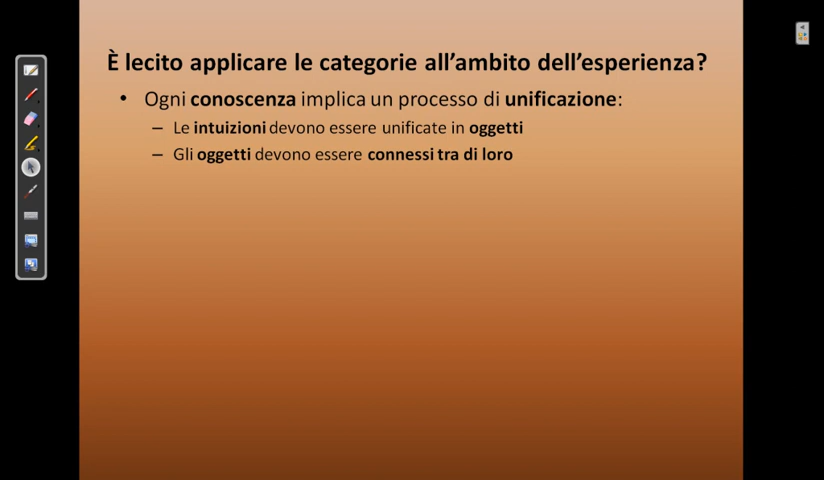 È lecito applicare le categorie all’ambito dell’esperienza?
• Ogni conoscenza implica un processo di unificazione:
– Le intuizioni devono essere unificate in oggetti
– Gli oggetti devono essere connessi tra di loro